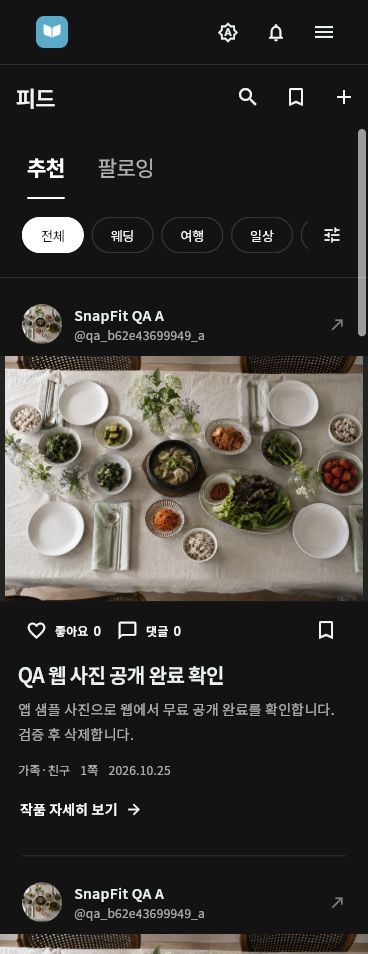 피드
추천 팔로잉
전체 웨딩 여행 일상
SnapFit QA A
@qa_b62e43699949_a
좋아요 0 댓글 0
QA 웹 사진 공개 완료 확인
앱 샘플 사진으로 웹에서 무료 공개 완료를 확인합니다.
검증 후 삭제합니다.
가족·친구 1쪽 2026.10.25
작품 자세히 보기 →
SnapFit QA A
@qa_b62e43699949_a